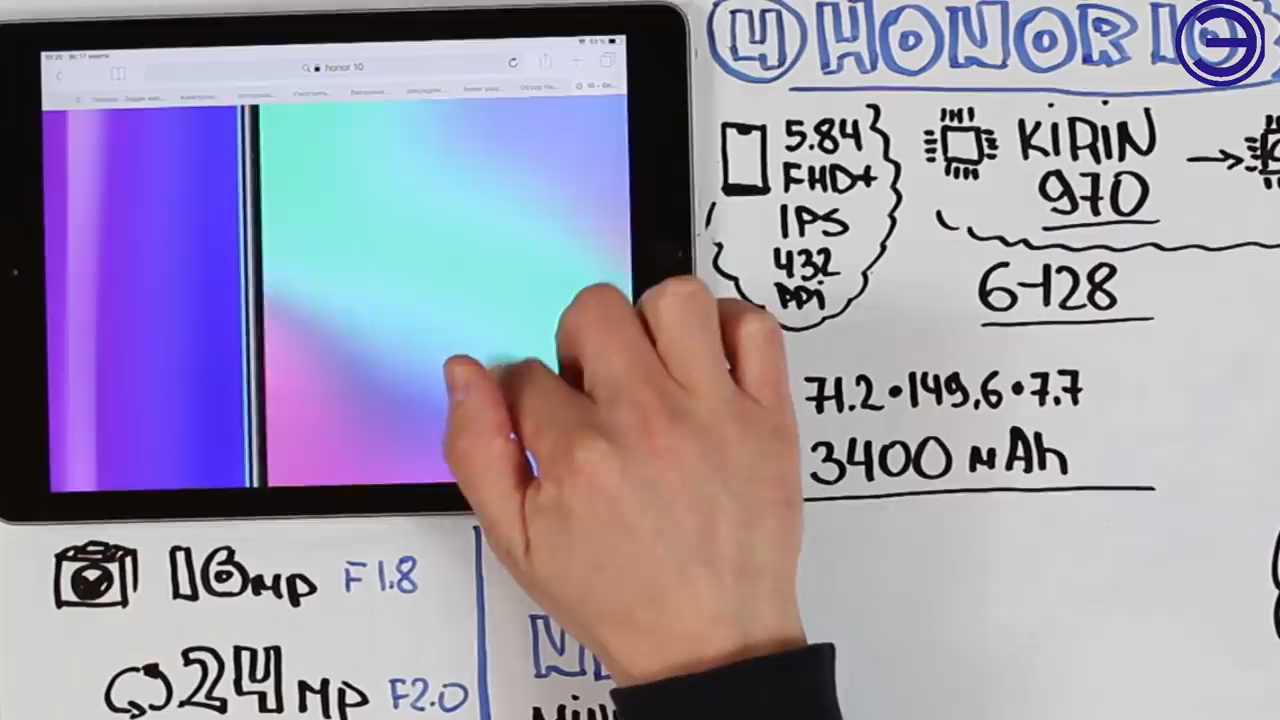 53 %
honor 10
4 HONOR 10
5.84
FHD+
IPS
432
PPi
KiRiN
970
6-128
71.2·149,6·7.7
3400 mAh
16MP F1.8
24MP F2.0